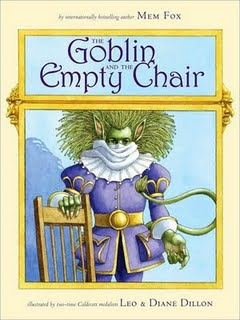 by internationally bestselling author MEM FOX
THE
Goblin
AND THE
Empty Chair
illustrated by two-time Caldecott medalists LEO & DIANE DILLON